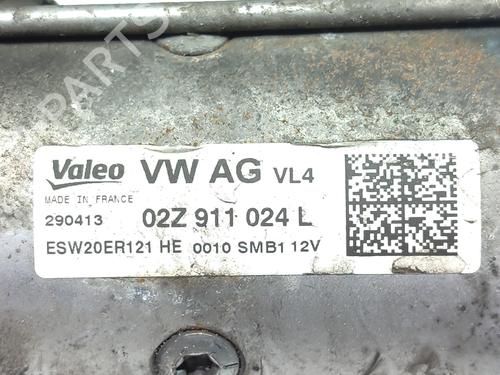 Valeo VW AG VL4
MADE IN FRANCE
290413 02Z 911 024 L
ESW20ER121 HE 0010 SMB1 12V